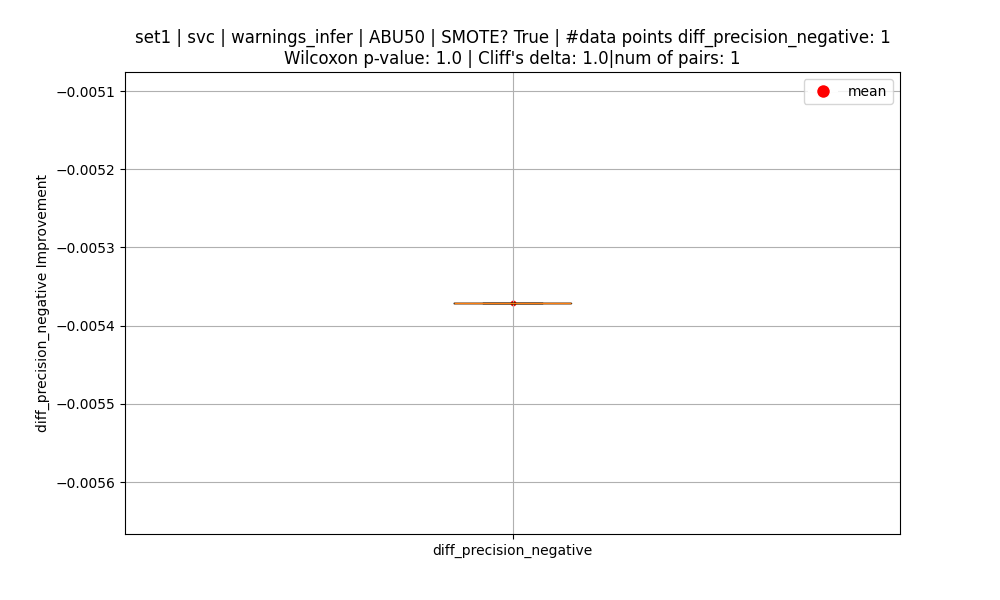 set1 | svc | warnings_infer | ABU50 | SMOTE? True | #data points diff_precision_negative: 1
Wilcoxon p-value: 1.0 | Cliff's delta: 1.0|num of pairs: 1
mean
−0.0051
−0.0052
−0.0053
−0.0054
−0.0055
−0.0056
diff_precision_negative Improvement
diff_precision_negative